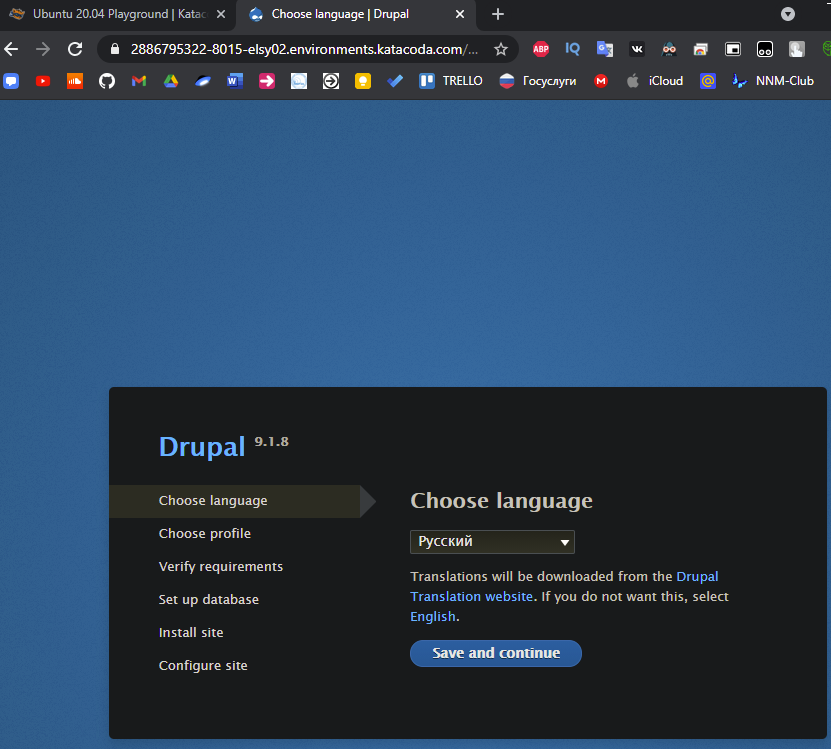 Ubuntu 20.04 Playground | Katac
Choose language | Drupal
2886795322-8015-elsy02.environments.katacoda.com/...
ABP
IQ
TRELLO
Госуслуги
iCloud
NNM-Club
Drupal 9.1.8
Choose language
Choose profile
Verify requirements
Set up database
Install site
Configure site
Choose language
Русский
Translations will be downloaded from the Drupal
Translation website. If you do not want this, select
English.
Save and continue